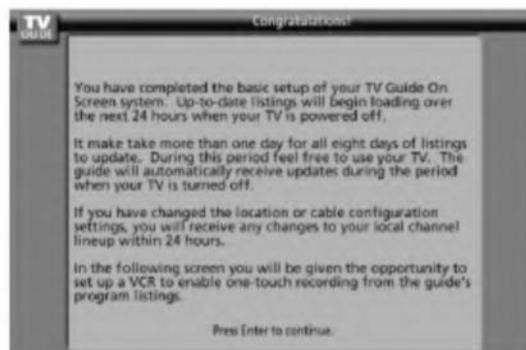 TV
GUIDE
Congratulations!
You have completed the basic setup of your TV Guide On
Screen system. Up-to-date listings will begin loading over
the next 24 hours when your TV is powered off.
It make take more than one day for all eight days of listings
to update. During this period feel free to use your TV. The
guide will automatically receive updates during the period
when your TV is turned off.
If you have changed the location or cable configuration
settings, you will receive any changes to your local channel
lineup within 24 hours.
In the following screen you will be given the opportunity to
set up a VCR to enable one-touch recording from the guide's
program listings.
Press Enter to continue.